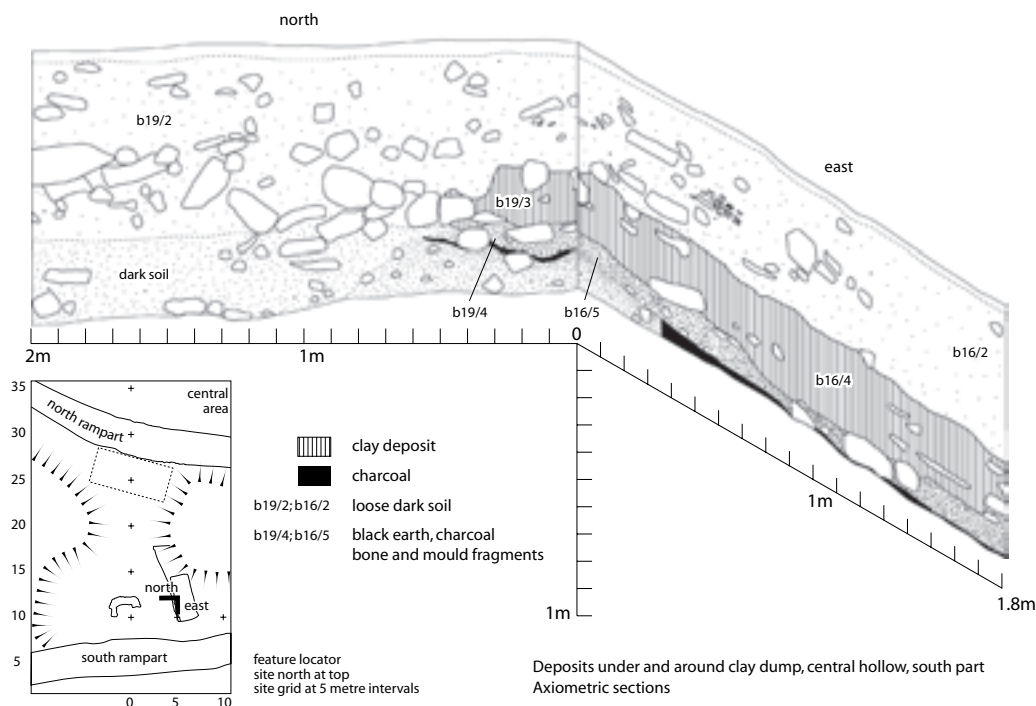 north
b19/2
east
b19/3
dark soil
b19/4
b16/5
b16/2
b16/4
2m
1m
0
1m
1.8m
1m
35
30
25
20
15
10
5
0
5
10
central
area
north rampart
north
east
south rampart
clay deposit
charcoal
b19/2;b16/2 loose dark soil
b19/4;b16/5 black earth, charcoal
bone and mould fragments
feature locator
site north at top
site grid at 5 metre intervals
Deposits under and around clay dump, central hollow, south part
Axiometric sections